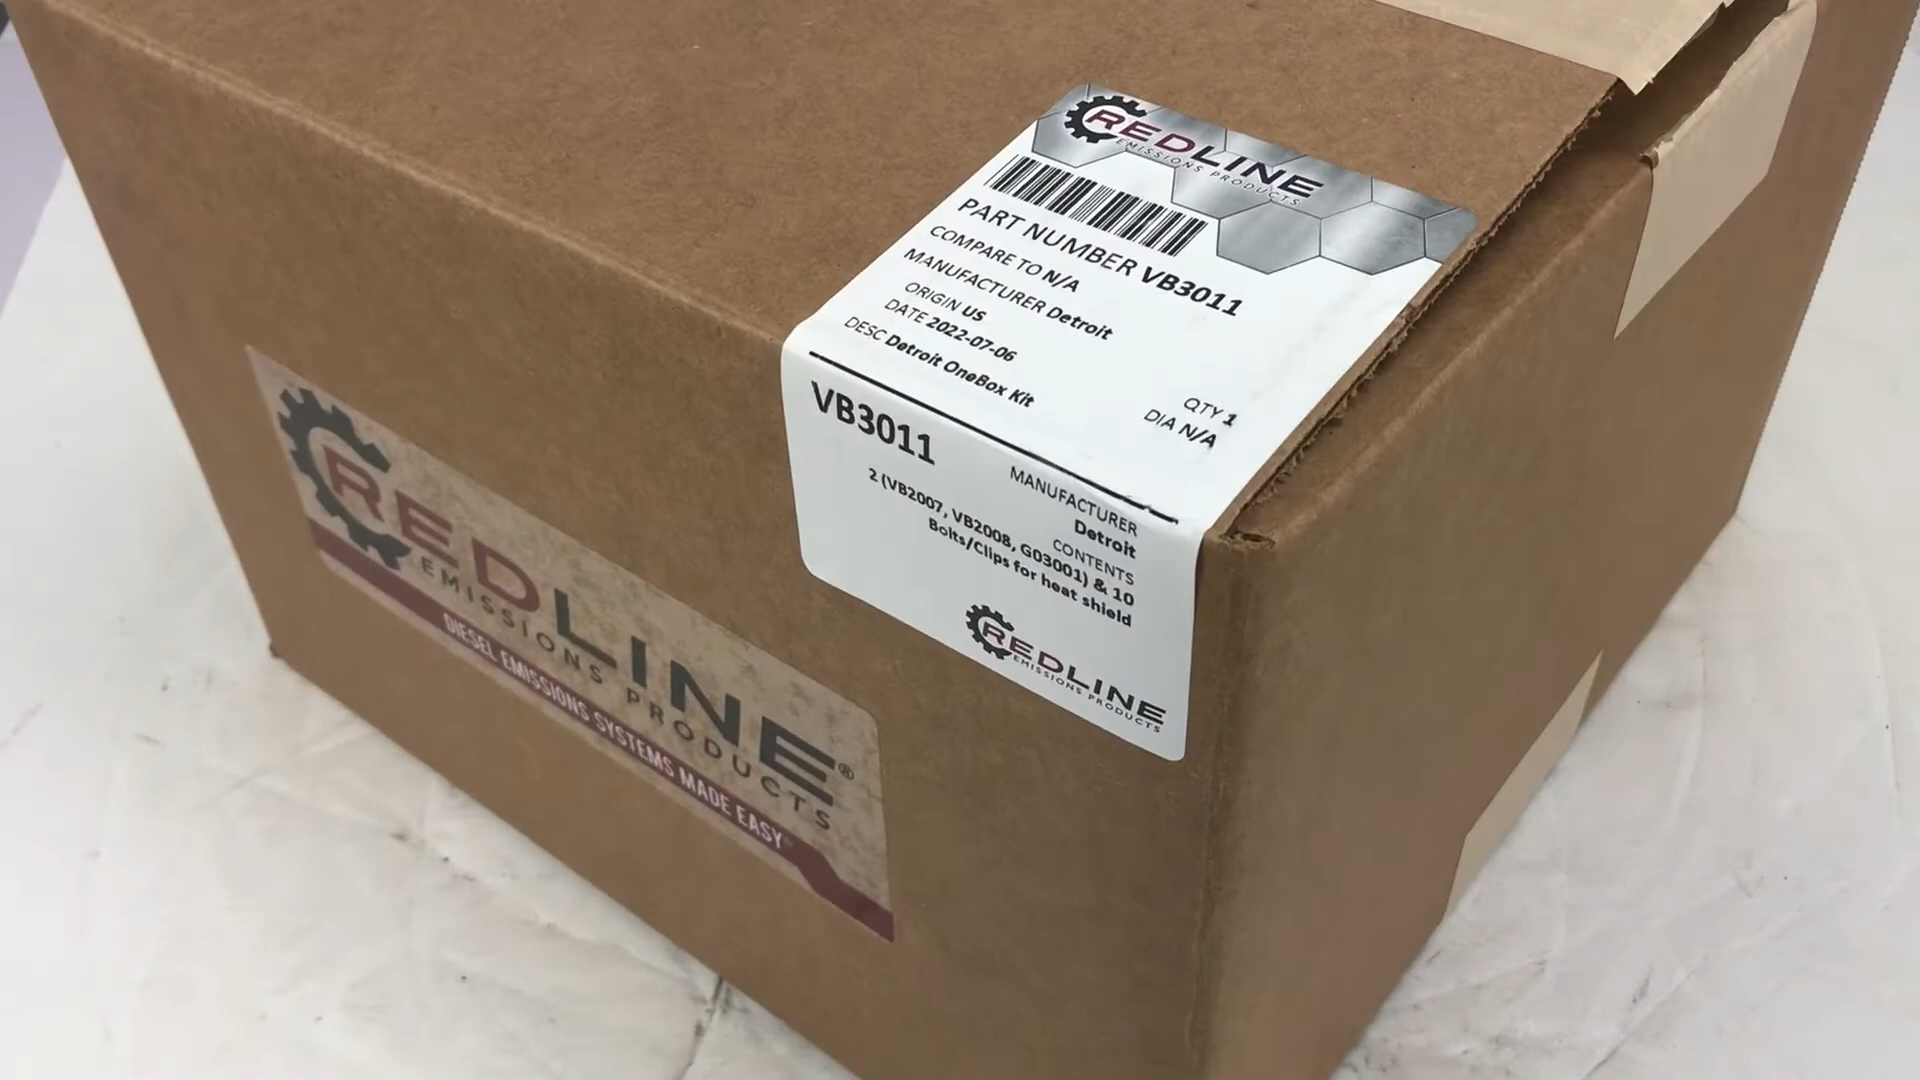 REDLINE
EMISSIONS PRODUCTS
PART NUMBER VB3011
COMPARE TO N/A
MANUFACTURER Detroit
ORIGIN US
DATE 2022-07-06
DESC Detroit OneBox Kit
QTY 1
DIA N/A
VB3011
MANUFACTURER
Detroit
CONTENTS
2 (VB2007, VB2008, G03001) & 10
Bolts/Clips for heat shield
REDLINE
EMISSIONS PRODUCTS
REDLINE®
EMISSIONS PRODUCTS
DIESEL EMISSIONS SYSTEMS MADE EASY®